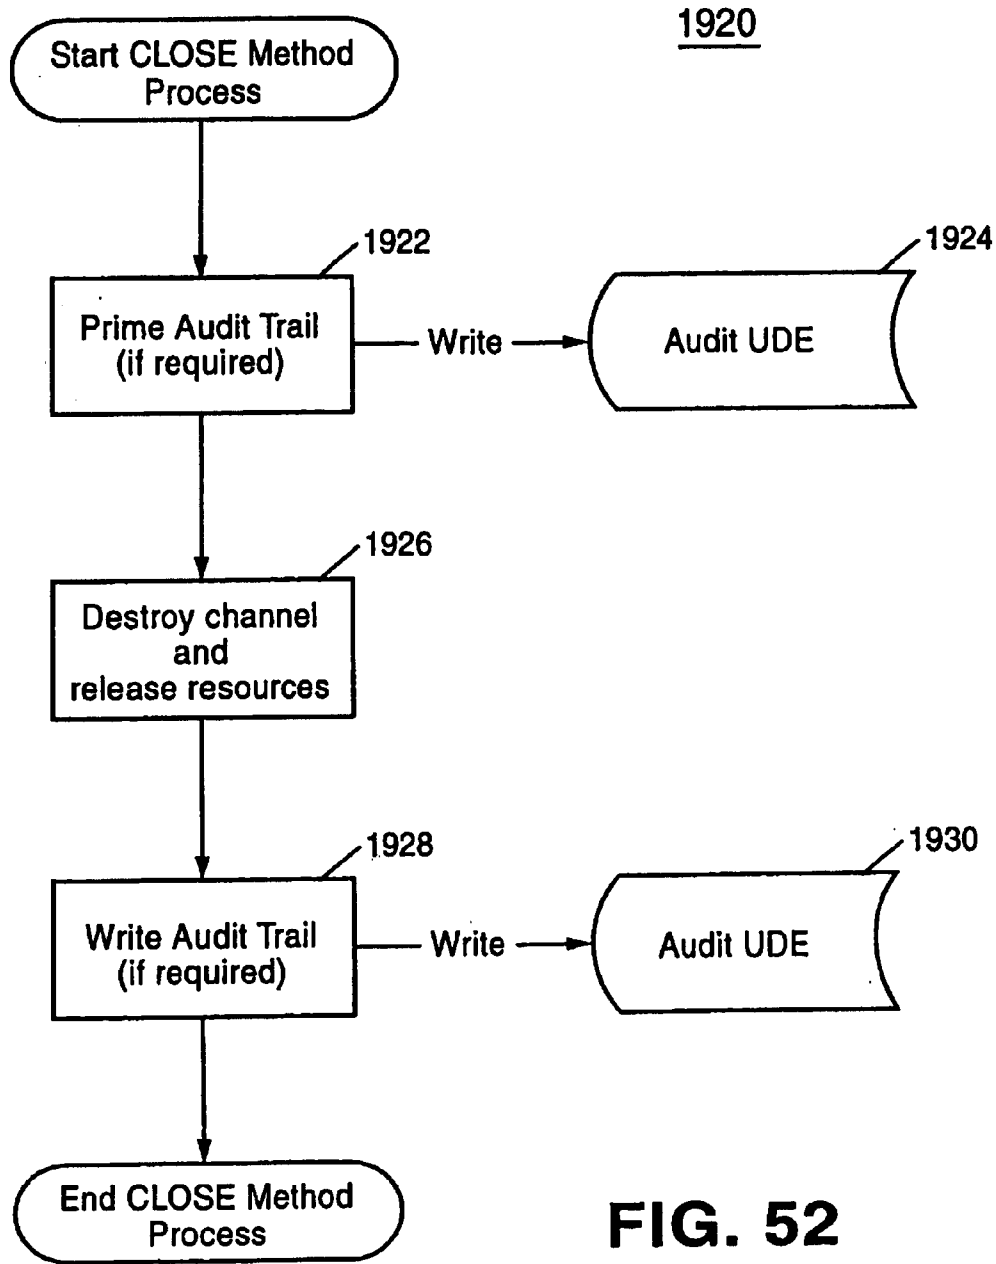 1920
Start CLOSE Method
Process
1922
1924
Prime Audit Trail
(if required)
Write
Audit UDE
1926
Destroy channel
and
release resources
1928
1930
Write Audit Trail
(if required)
Write
Audit UDE
End CLOSE Method
Process
FIG. 52